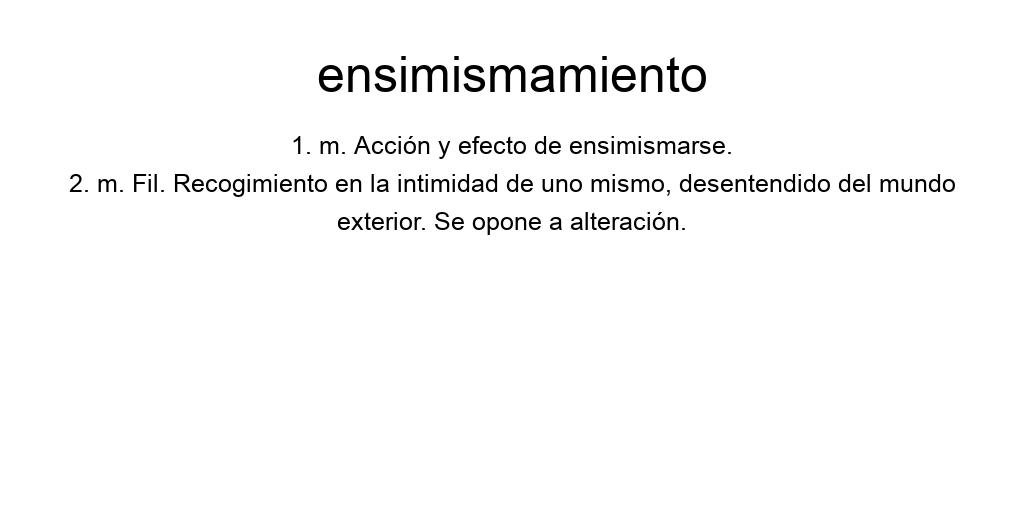 ensimismamiento
1. m. Acción y efecto de ensimismarse.
2. m. Fil. Recogimiento en la intimidad de uno mismo, desentendido del mundo
exterior. Se opone a alteración.